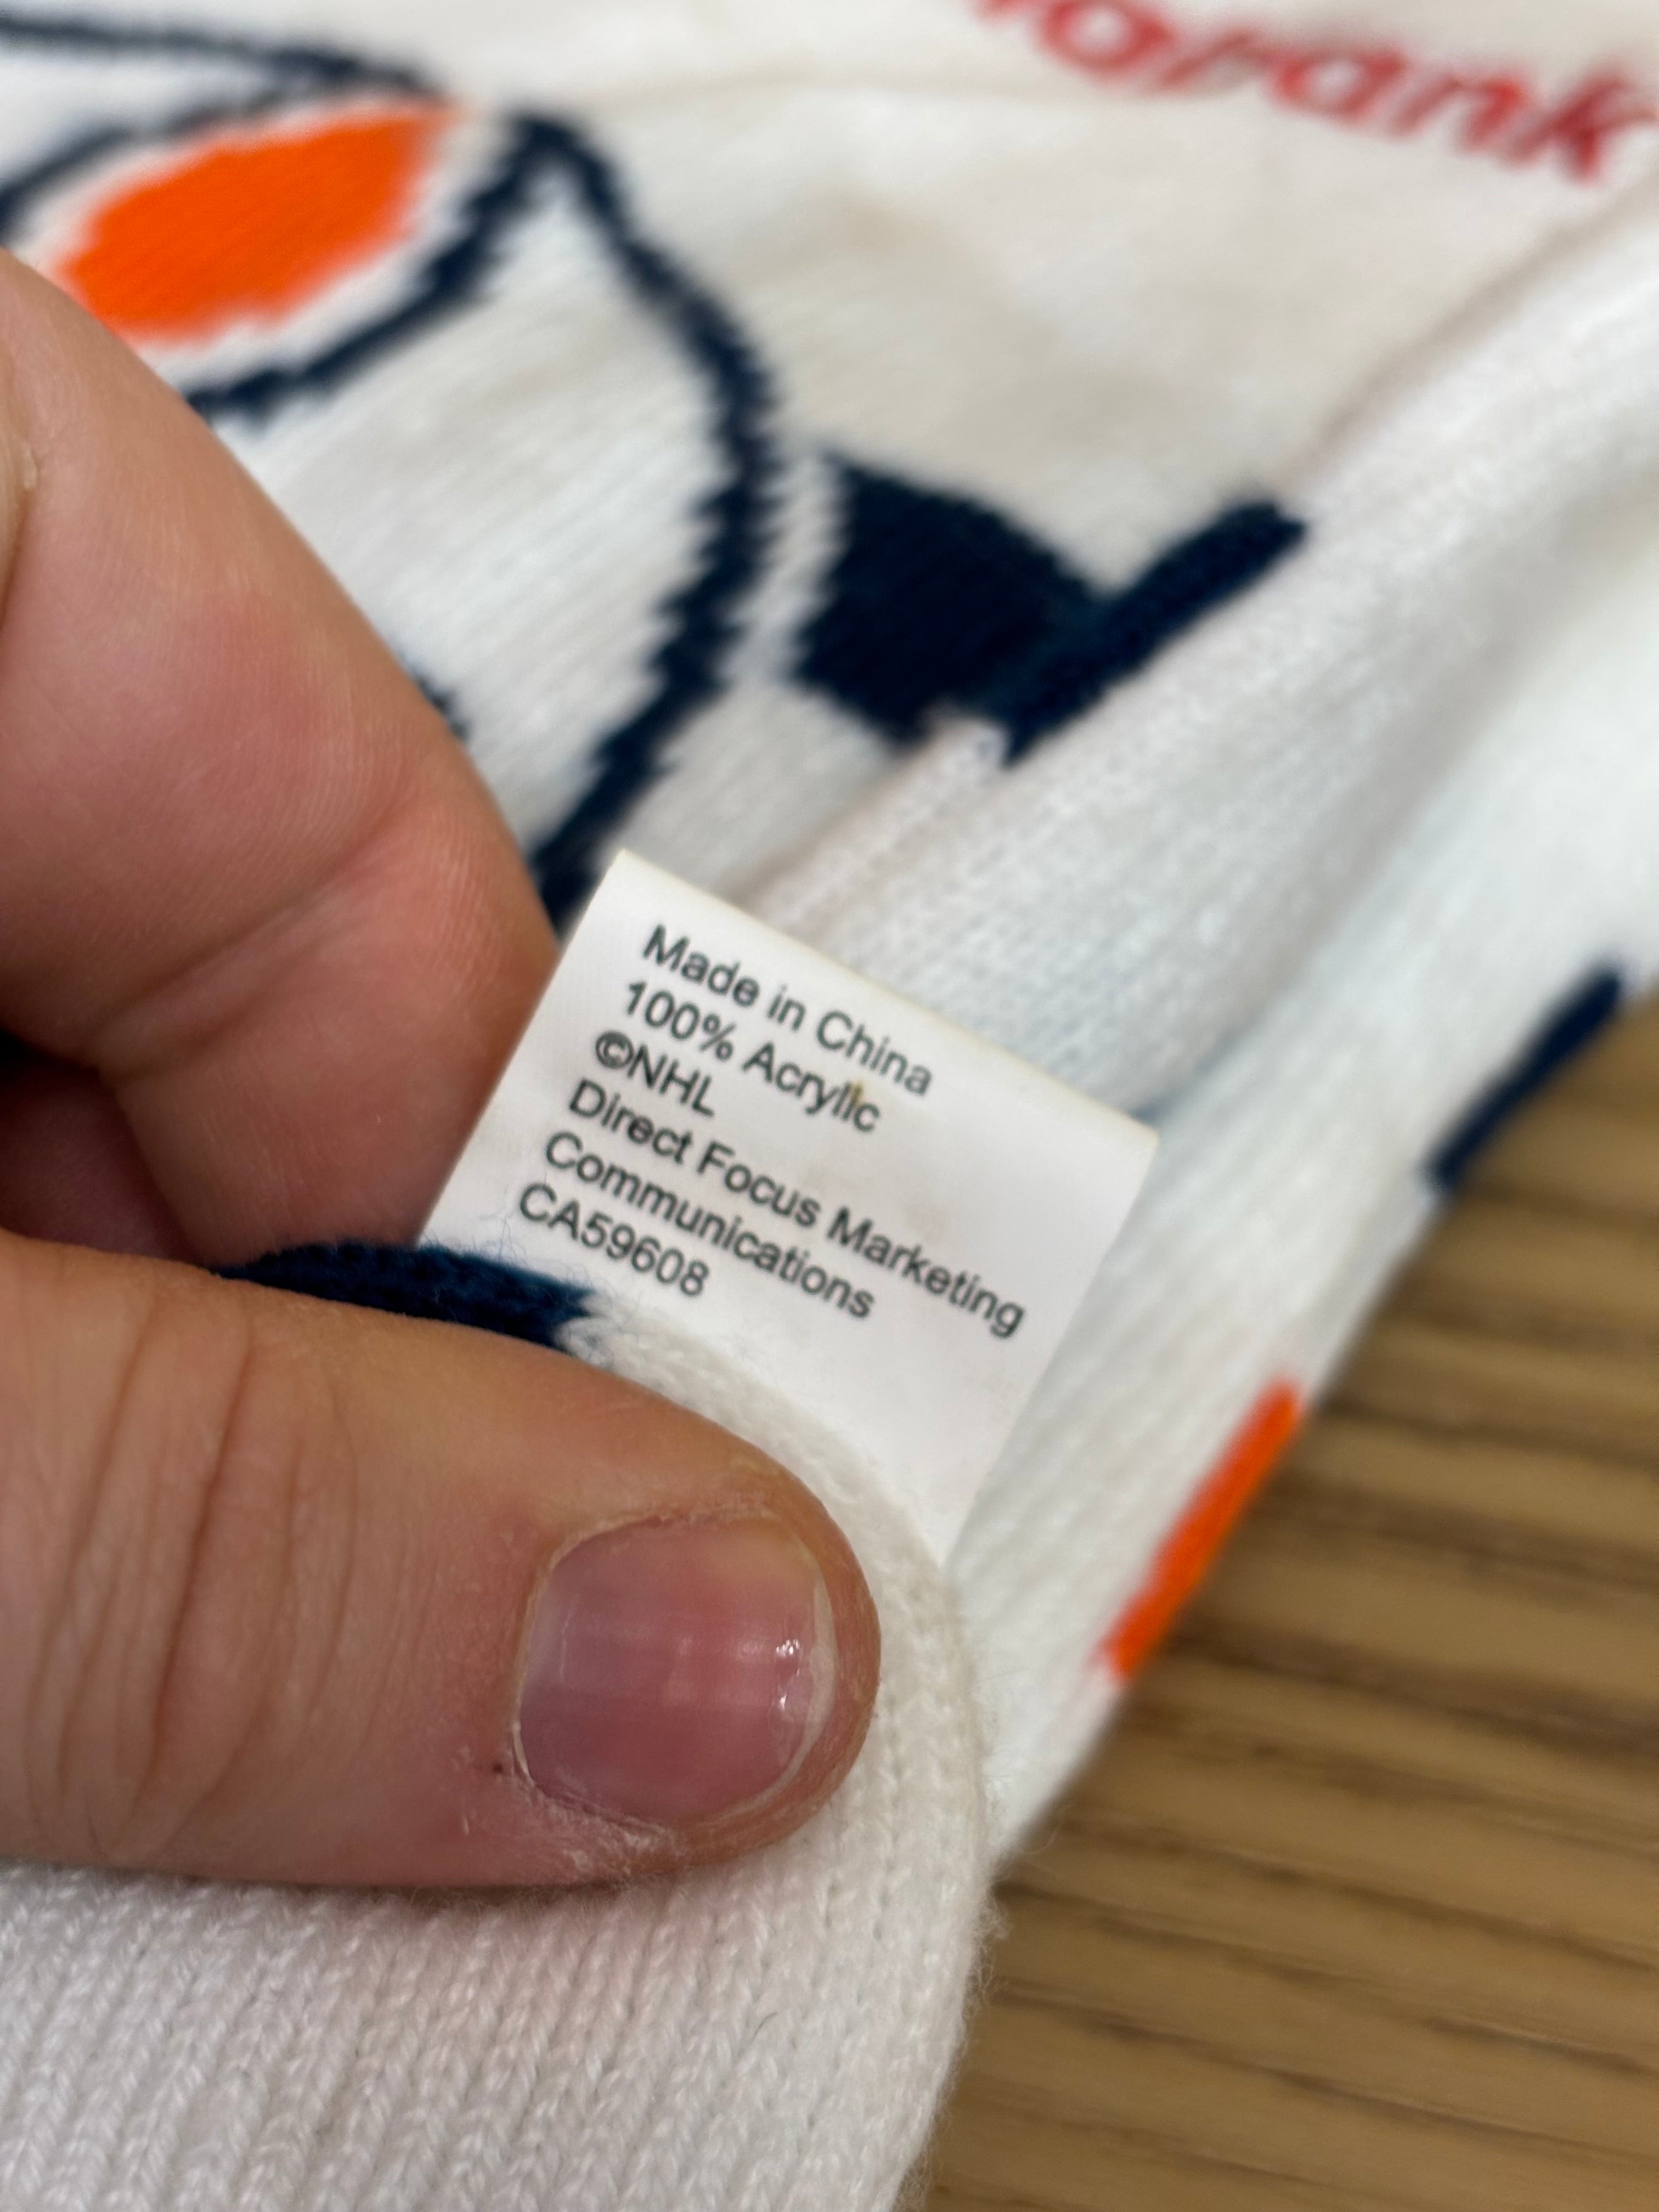 Made in China
100% Acrylic
©NHL
Direct Focus Marketing
Communications
CA59608